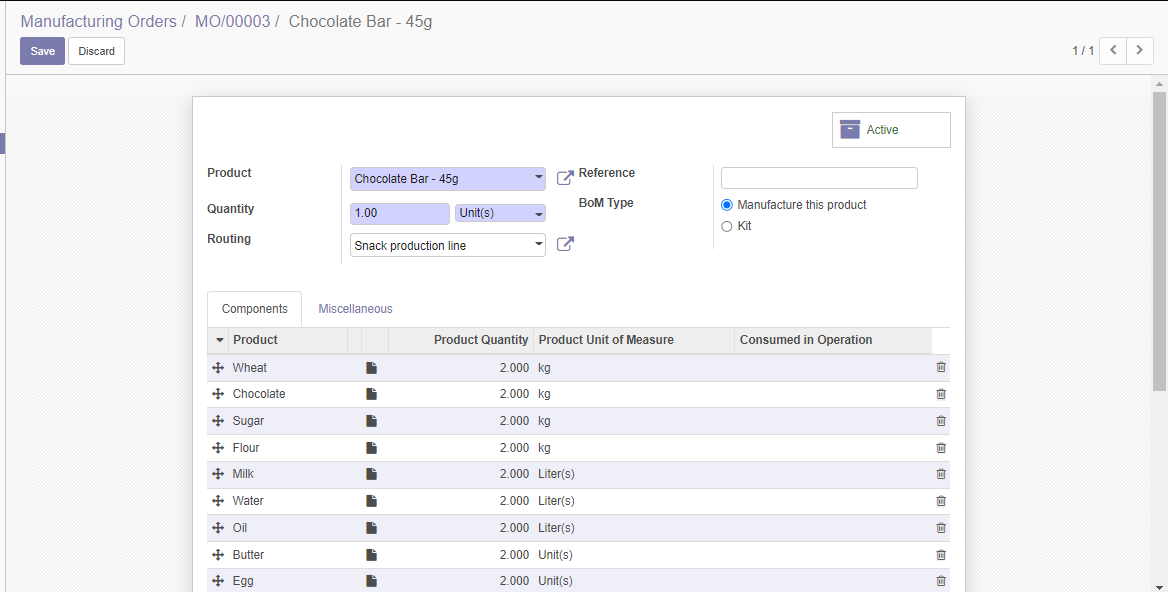 Manufacturing Orders / MO/00003 / Chocolate Bar - 45g
Save Discard 1 / 1
Active
Product Chocolate Bar - 45g Reference
Quantity 1.00 Unit(s) BoM Type Manufacture this product
Kit
Routing Snack production line
Components Miscellaneous
Product Product Quantity Product Unit of Measure Consumed in Operation
Wheat 2.000 kg
Chocolate 2.000 kg
Sugar 2.000 kg
Flour 2.000 kg
Milk 2.000 Liter(s)
Water 2.000 Liter(s)
Oil 2.000 Liter(s)
Butter 2.000 Unit(s)
Egg 2.000 Unit(s)